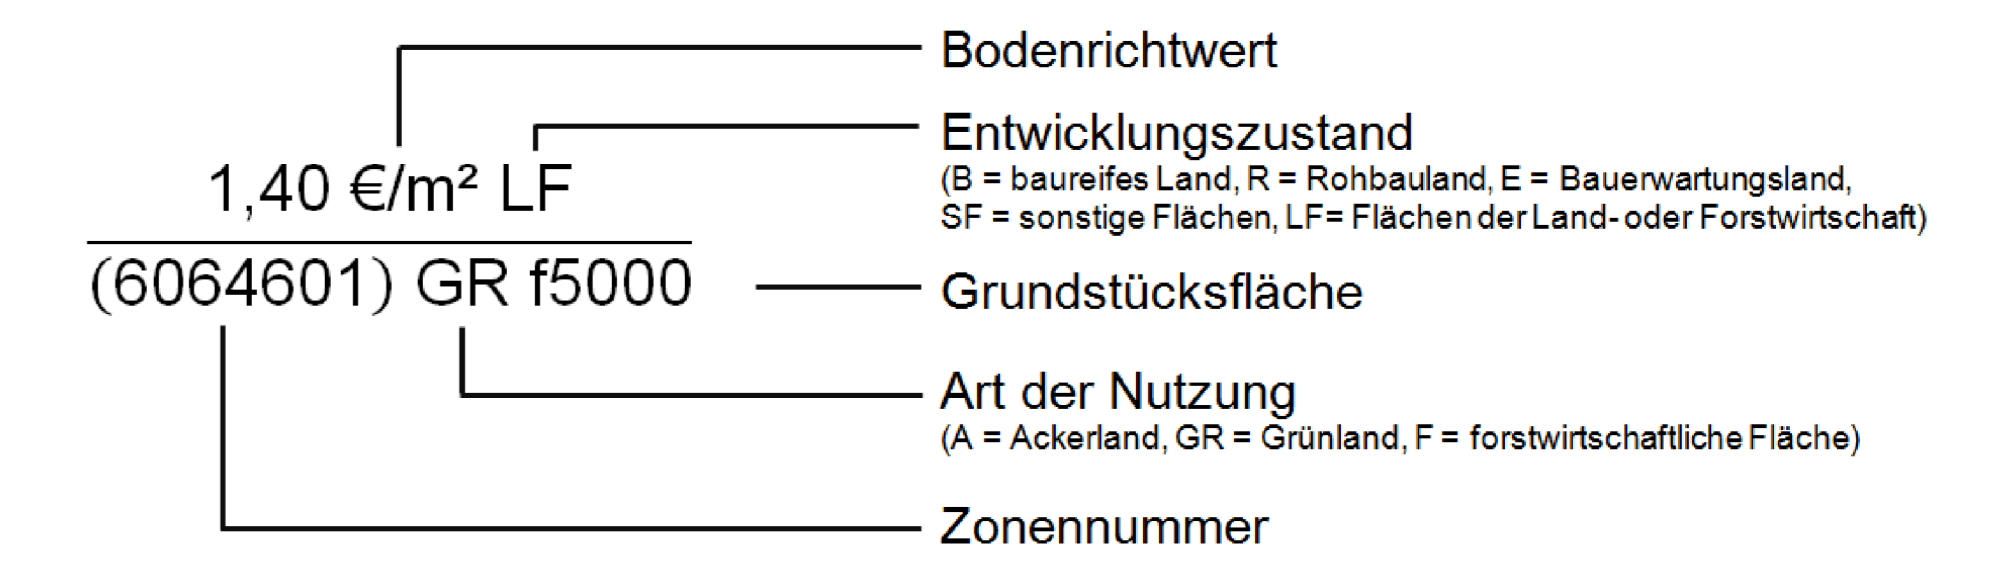 Bodenrichtwert
Entwicklungszustand
(B = baureifes Land, R = Rohbauland, E = Bauerwartungsland,
SF = sonstige Flächen, LF= Flächen der Land- oder Forstwirtschaft)
1,40 €/m² LF
(6064601) GR f5000
Grundstücksfläche
Art der Nutzung
(A = Ackerland, GR = Grünland, F = forstwirtschaftliche Fläche)
Zonennummer